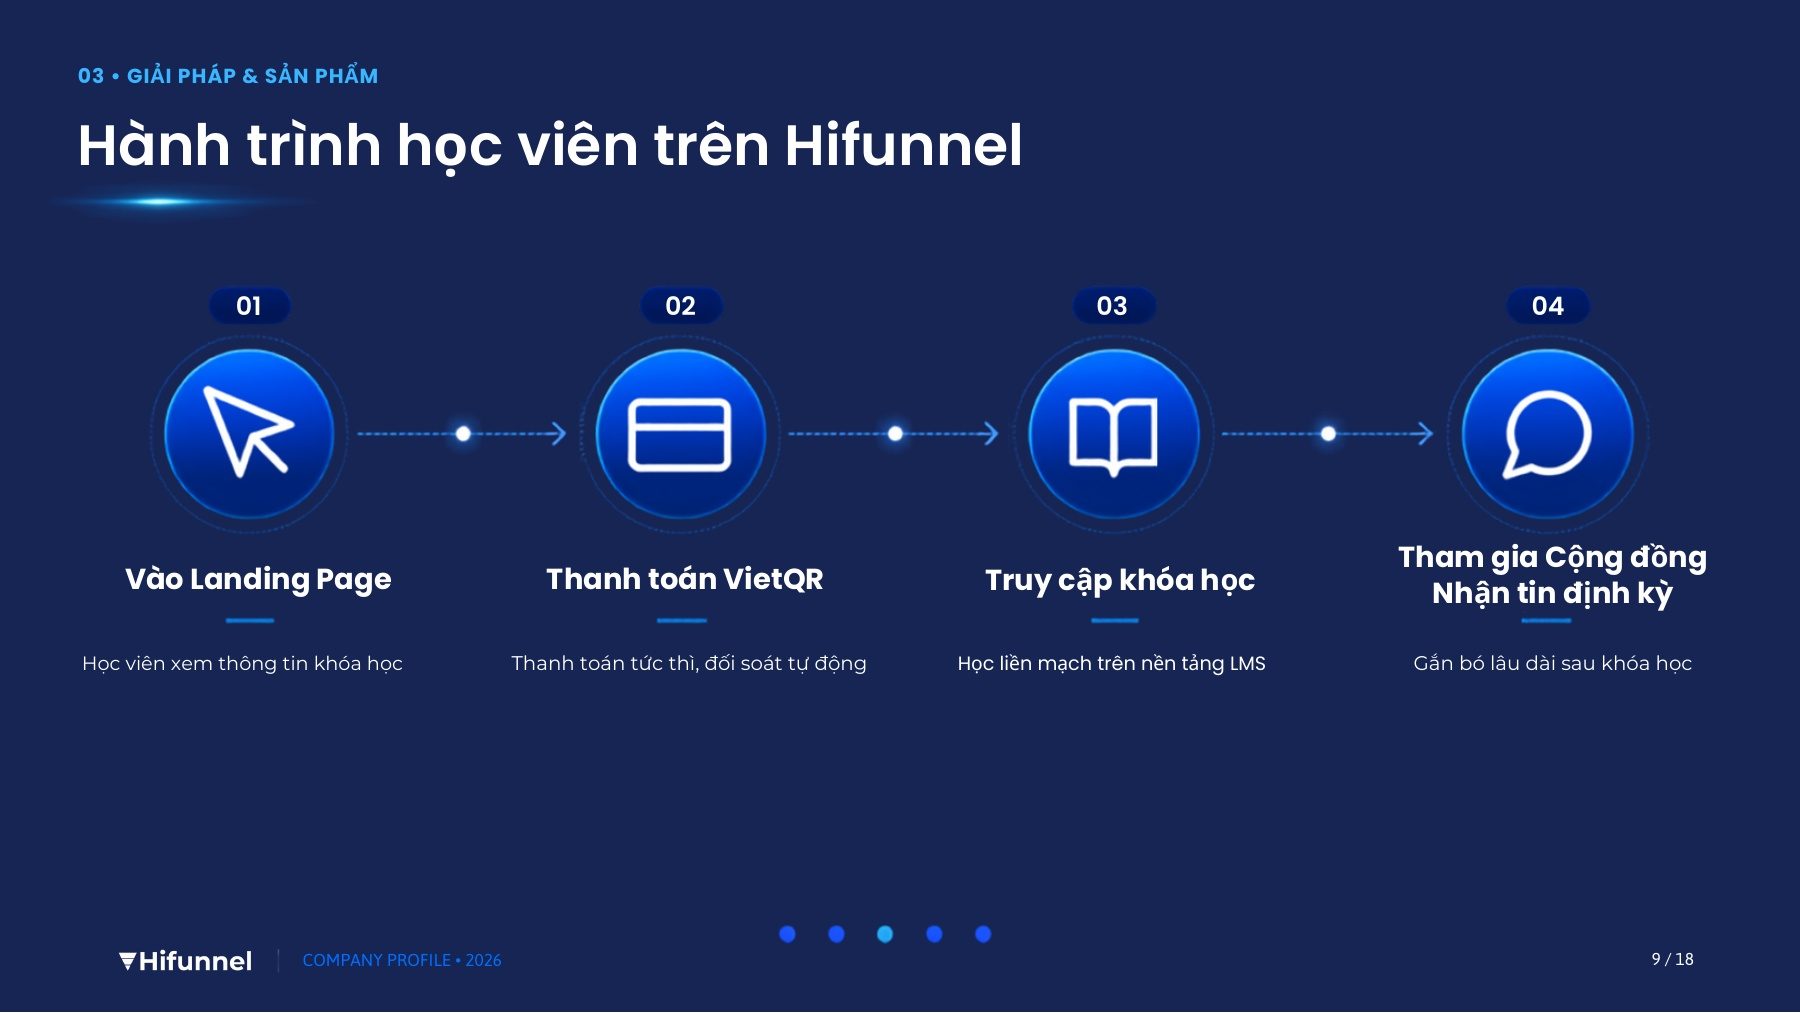 03 • GIẢI PHÁP & SẢN PHẨM
Hành trình học viên trên Hifunnel
01
02
03
04
Vào Landing Page
Thanh toán VietQR
Truy cập khóa học
Tham gia Cộng đồng
Nhận tin định kỳ
Học viên xem thông tin khóa học
Thanh toán tức thì, đối soát tự động
Học liền mạch trên nền tảng LMS
Gắn bó lâu dài sau khóa học
Hifunnel
COMPANY PROFILE • 2026
9 / 18